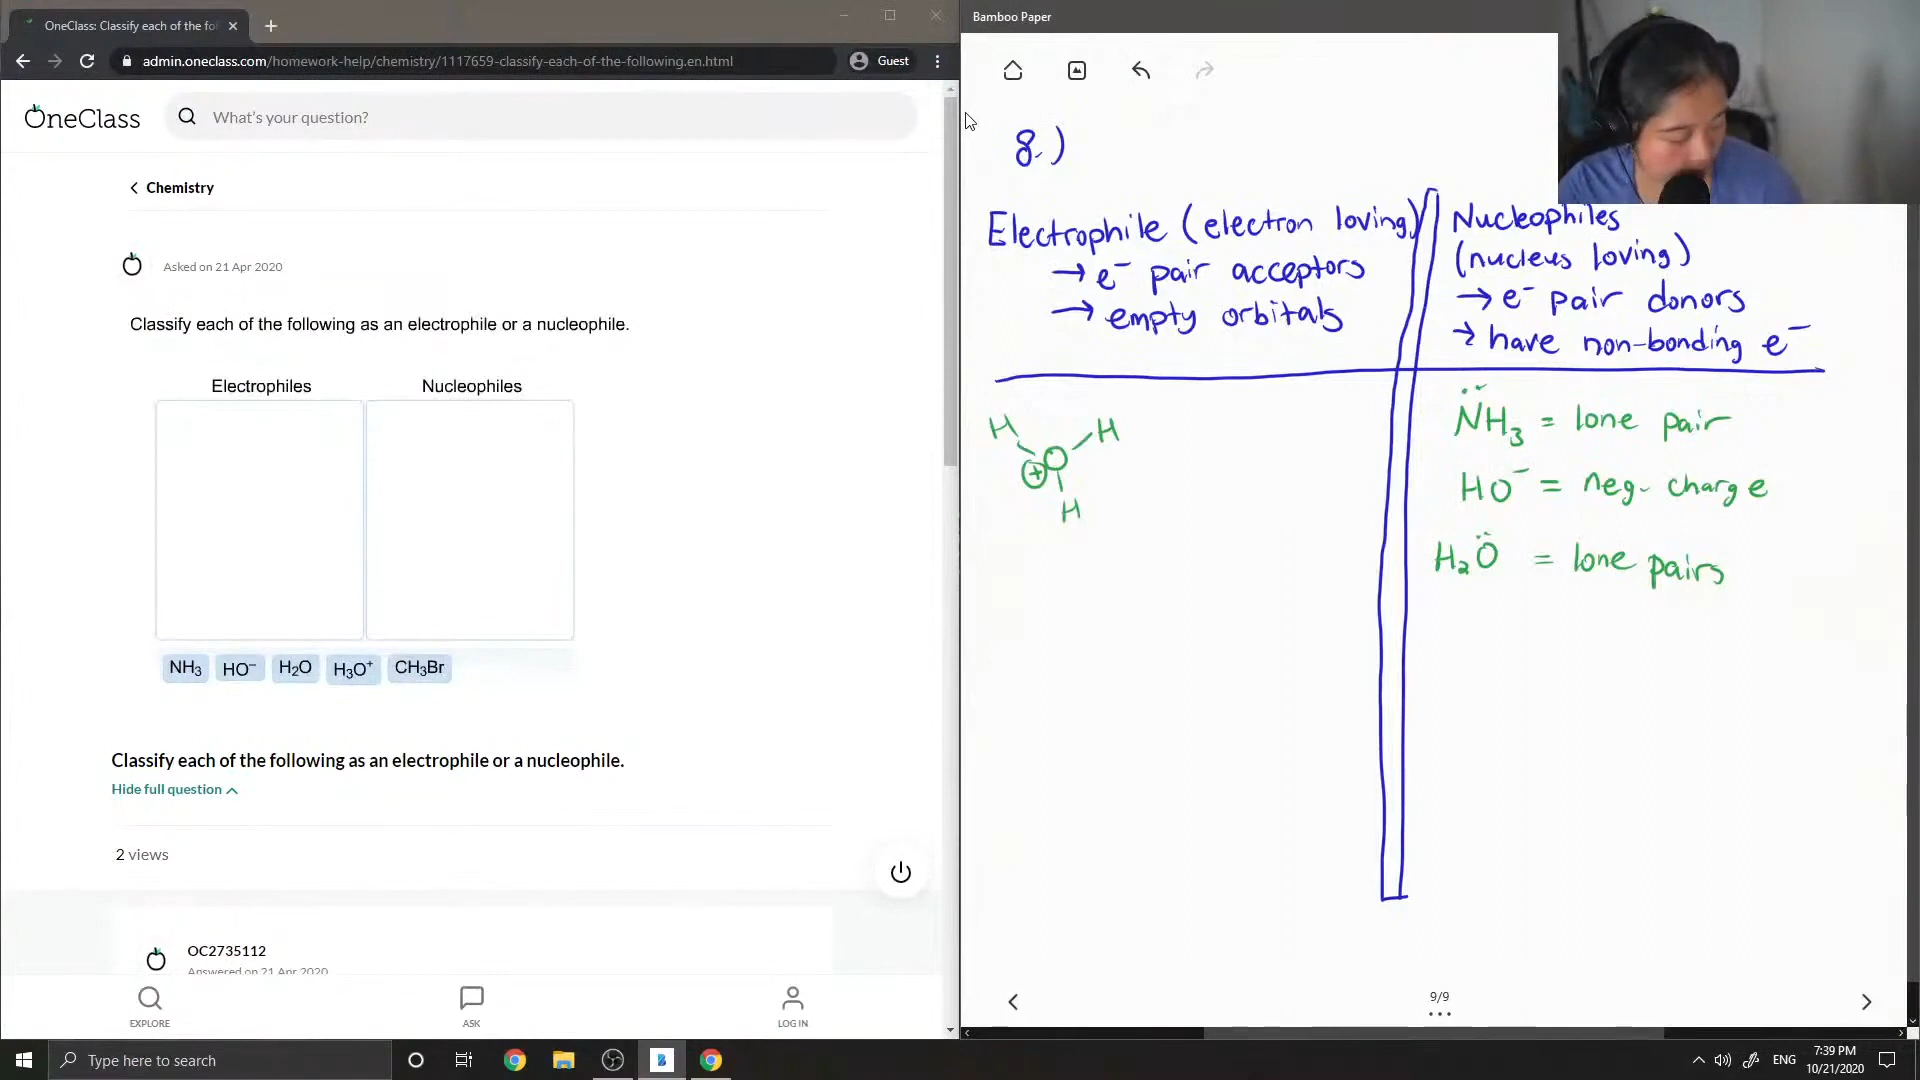 OneClass: Classify each of the fo
admin.oneclass.com/homework-help/chemistry/1117659-classify-each-of-the-following.en.html
Guest
OneClass
What's your question?
Chemistry
Asked on 21 Apr 2020
Classify each of the following as an electrophile or a nucleophile.
Electrophiles Nucleophiles
NH₃ HO⁻ H₂O H₃O⁺ CH₃Br
Classify each of the following as an electrophile or a nucleophile.
Hide full question
2 views
OC2735112
Answered on 21 Apr 2020
EXPLORE ASK LOG IN
Bamboo Paper
8.)
Electrophile (electron loving)
→ e⁻ pair acceptors
→ empty orbitals
Nucleophiles
(nucleus loving)
→ e⁻ pair donors
→ have non-bonding e⁻
H H
+ O
H
NH₃ = lone pair
HO⁻ = neg. charge
H₂O = lone pairs
9/9
Type here to search
B
ENG
7:39 PM
10/21/2020